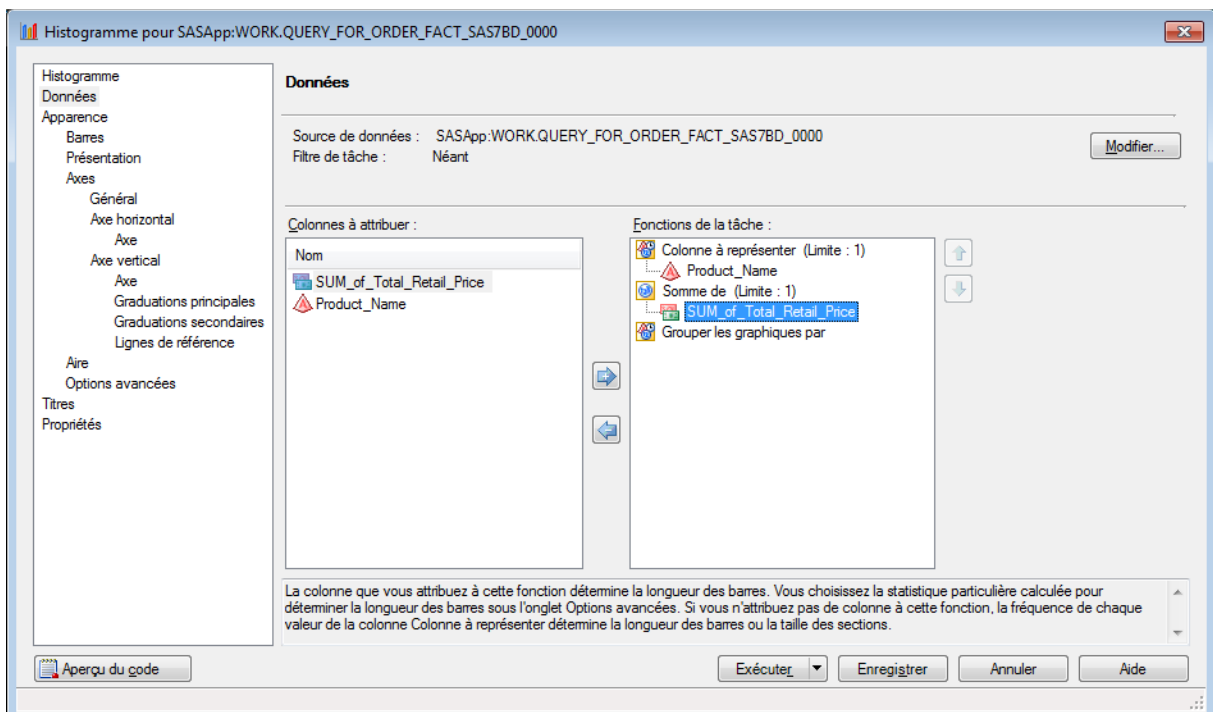 Histogramme pour SASApp:WORK.QUERY_FOR_ORDER_FACT_SAS7BD_0000
Histogramme
Données
Apparence
Barres
Présentation
Axes
Général
Axe horizontal
Axe
Axe vertical
Axe
Graduations principales
Graduations secondaires
Lignes de référence
Aire
Options avancées
Titres
Propriétés
Données
Source de données : SASApp:WORK.QUERY_FOR_ORDER_FACT_SAS7BD_0000
Filtre de tâche : Néant
Modifier...
Colonnes à attribuer :
Nom
SUM_of_Total_Retail_Price
Product_Name
Fonctions de la tâche :
Colonne à représenter (Limite : 1)
Product_Name
Somme de (Limite : 1)
SUM_of_Total_Retail_Price
Grouper les graphiques par
La colonne que vous attribuez à cette fonction détermine la longueur des barres. Vous choisissez la statistique particulière calculée pour
déterminer la longueur des barres sous l'onglet Options avancées. Si vous n'attribuez pas de colonne à cette fonction, la fréquence de chaque
valeur de la colonne Colonne à représenter détermine la longueur des barres ou la taille des sections.
Aperçu du code
Exécuter
Enregistrer
Annuler
Aide